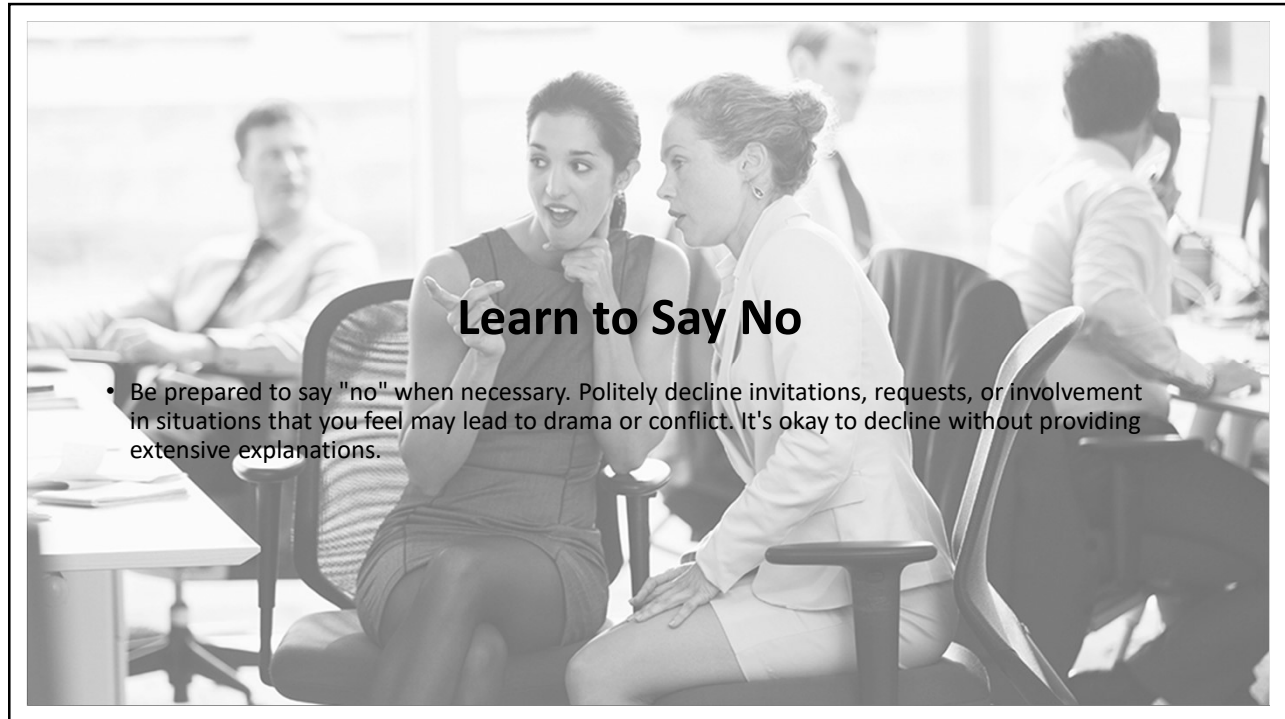 Learn to Say No
• Be prepared to say "no" when necessary. Politely decline invitations, requests, or involvement
in situations that you feel may lead to drama or conflict. It's okay to decline without providing
extensive explanations.